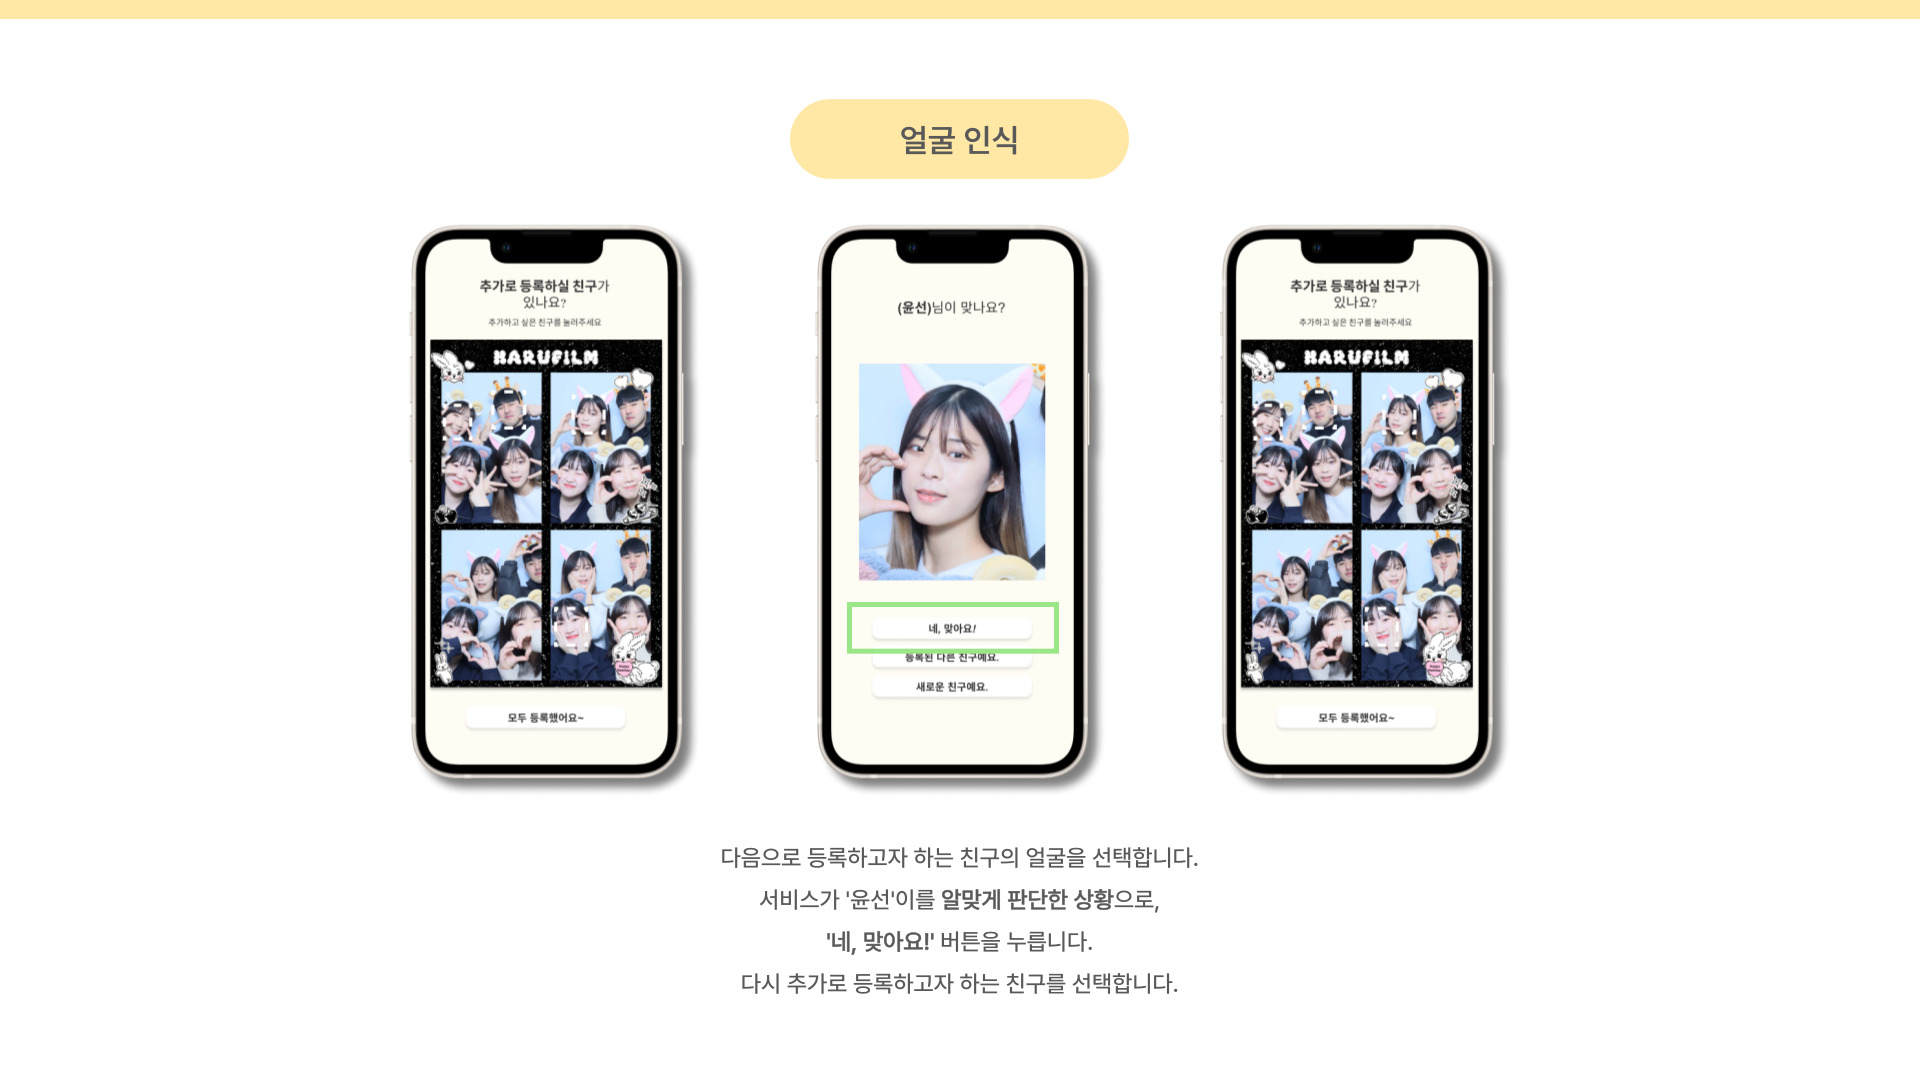 얼굴 인식
추가로 등록하실 친구가
있나요?
추가하고 싶은 친구를 눌러주세요
HARUFILM
모두 등록했어요~
(윤선)님이 맞나요?
네, 맞아요!
등록된 다른 친구예요.
새로운 친구예요.
추가로 등록하실 친구가
있나요?
추가하고 싶은 친구를 눌러주세요
HARUFILM
모두 등록했어요~
다음으로 등록하고자 하는 친구의 얼굴을 선택합니다.
서비스가 '윤선'이를 알맞게 판단한 상황으로,
'네, 맞아요!' 버튼을 누릅니다.
다시 추가로 등록하고자 하는 친구를 선택합니다.